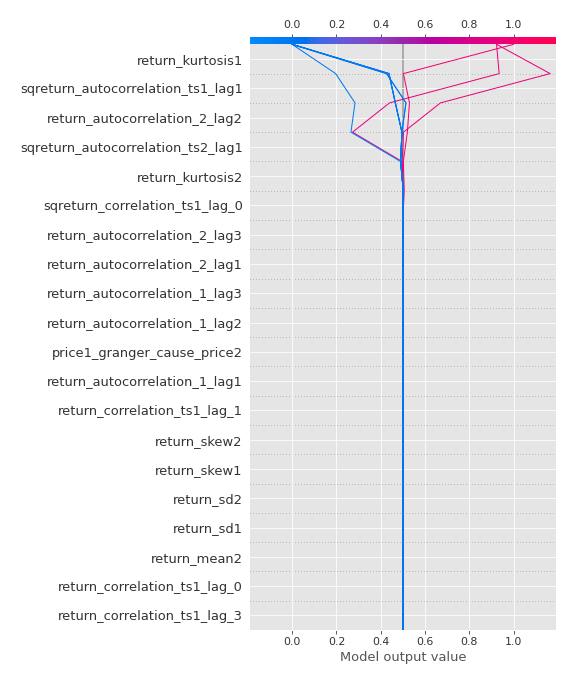 0.0 0.2 0.4 0.6 0.8 1.0
return_kurtosis1
sqreturn_autocorrelation_ts1_lag1
return_autocorrelation_2_lag2
sqreturn_autocorrelation_ts2_lag1
return_kurtosis2
sqreturn_correlation_ts1_lag_0
return_autocorrelation_2_lag3
return_autocorrelation_2_lag1
return_autocorrelation_1_lag3
return_autocorrelation_1_lag2
price1_granger_cause_price2
return_autocorrelation_1_lag1
return_correlation_ts1_lag_1
return_skew2
return_skew1
return_sd2
return_sd1
return_mean2
return_correlation_ts1_lag_0
return_correlation_ts1_lag_3
0.0 0.2 0.4 0.6 0.8 1.0
Model output value